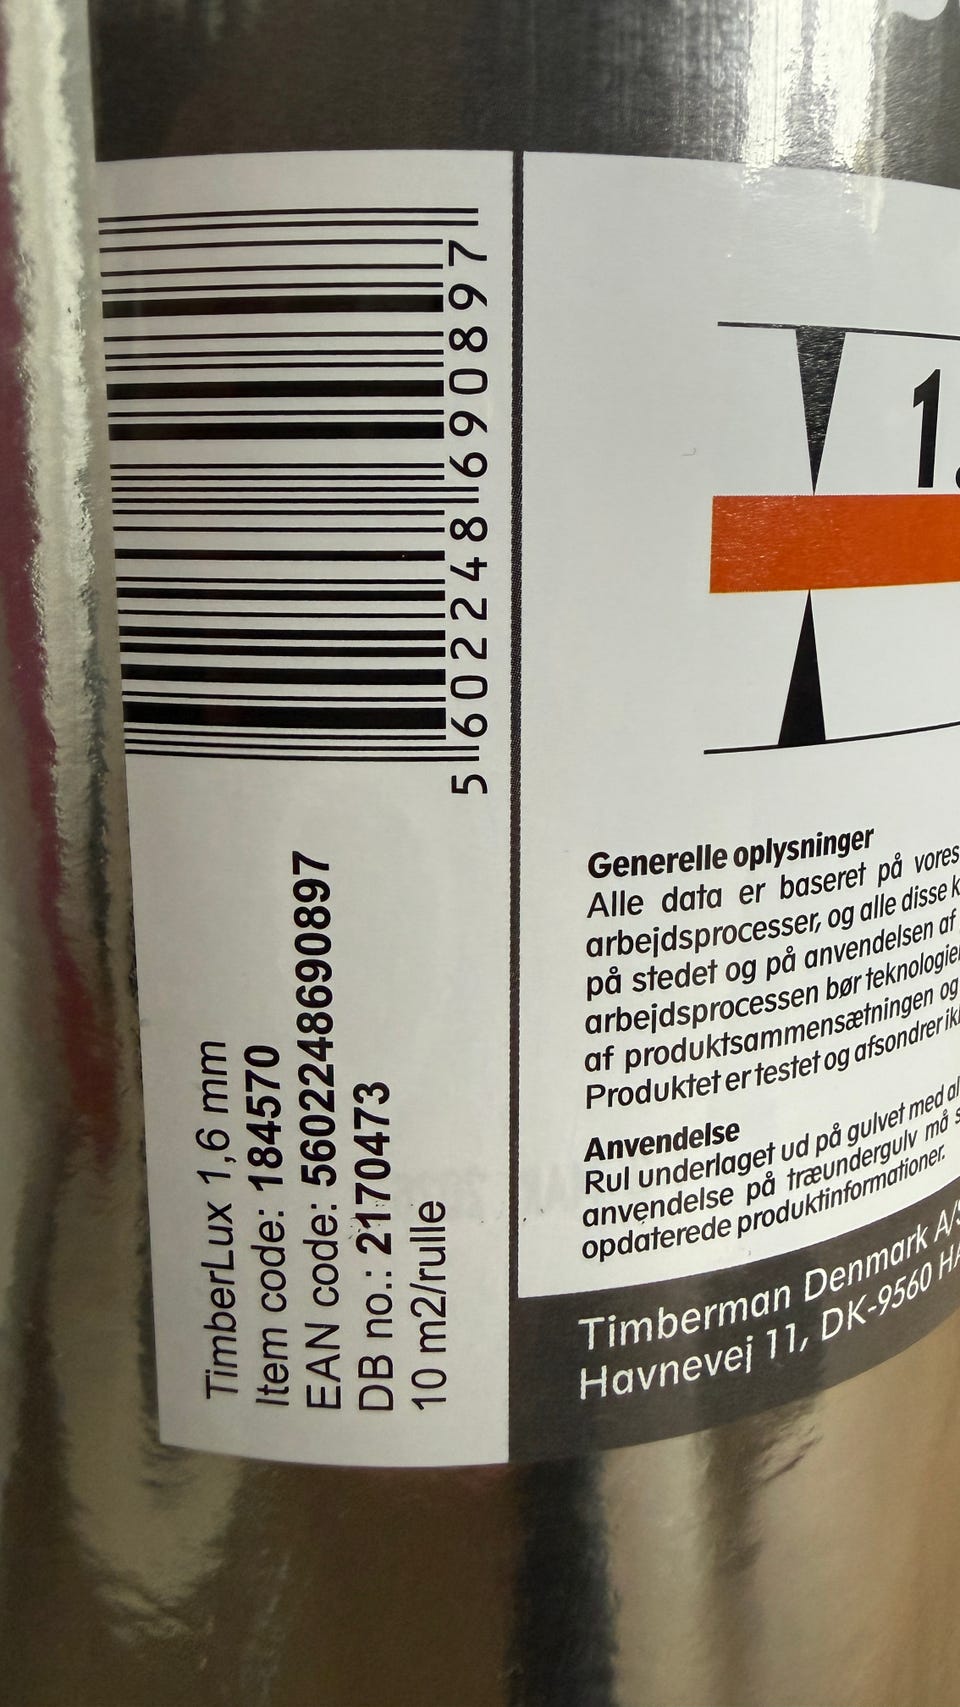 5 602248 690897
TimberLux 1,6 mm
Item code: 184570
EAN code: 5602248690897
DB no.: 2170473
10 m2/rulle
1
Generelle oplysninger
Alle data er baseret på vores
arbejdsprocesser, og alle disse
på stedet og på anvendelsen af
arbejdsprocessen bør
af produktsammensætningen og
Produktet er testet og afsondrer
Anvendelse
Rul underlaget ud på gulvet med
anvendelse på træundergulv må
opdaterede produktinformationer.
Timberman Denmark A/S
Havnevej 11, DK-9560